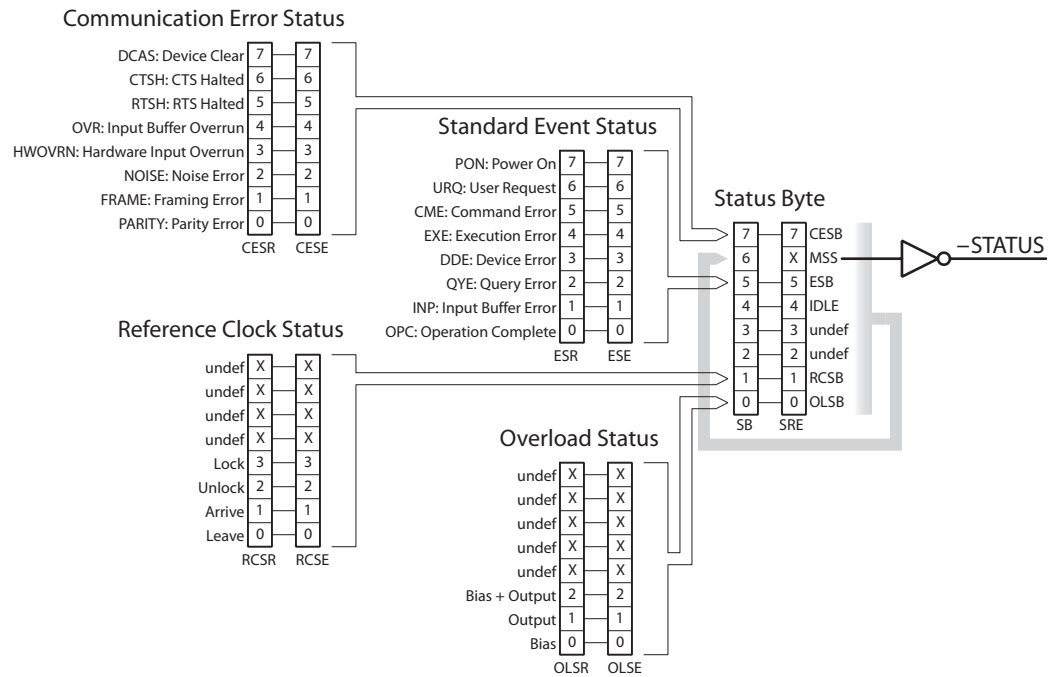 Communication Error Status
DCAS: Device Clear 7 7
CTSH: CTS Halted 6 6
RTSH: RTS Halted 5 5
OVR: Input Buffer Overrun 4 4
HWOVRN: Hardware Input Overrun 3 3
NOISE: Noise Error 2 2
FRAME: Framing Error 1 1
PARITY: Parity Error 0 0
CESR CESE
Standard Event Status
PON: Power On 7 7
URQ: User Request 6 6
CME: Command Error 5 5
EXE: Execution Error 4 4
DDE: Device Error 3 3
QYE: Query Error 2 2
INP: Input Buffer Error 1 1
OPC: Operation Complete 0 0
ESR ESE
Status Byte
7 7 CESB
6 X MSS
5 5 ESB
4 4 IDLE
3 3 undef
2 2 undef
1 1 RCSB
0 0 OLSB
SB SRE
–STATUS
Reference Clock Status
undef X X
undef X X
undef X X
undef X X
Lock 3 3
Unlock 2 2
Arrive 1 1
Leave 0 0
RCSR RCSE
Overload Status
undef X X
undef X X
undef X X
undef X X
undef X X
Bias + Output 2 2
Output 1 1
Bias 0 0
OLSR OLSE